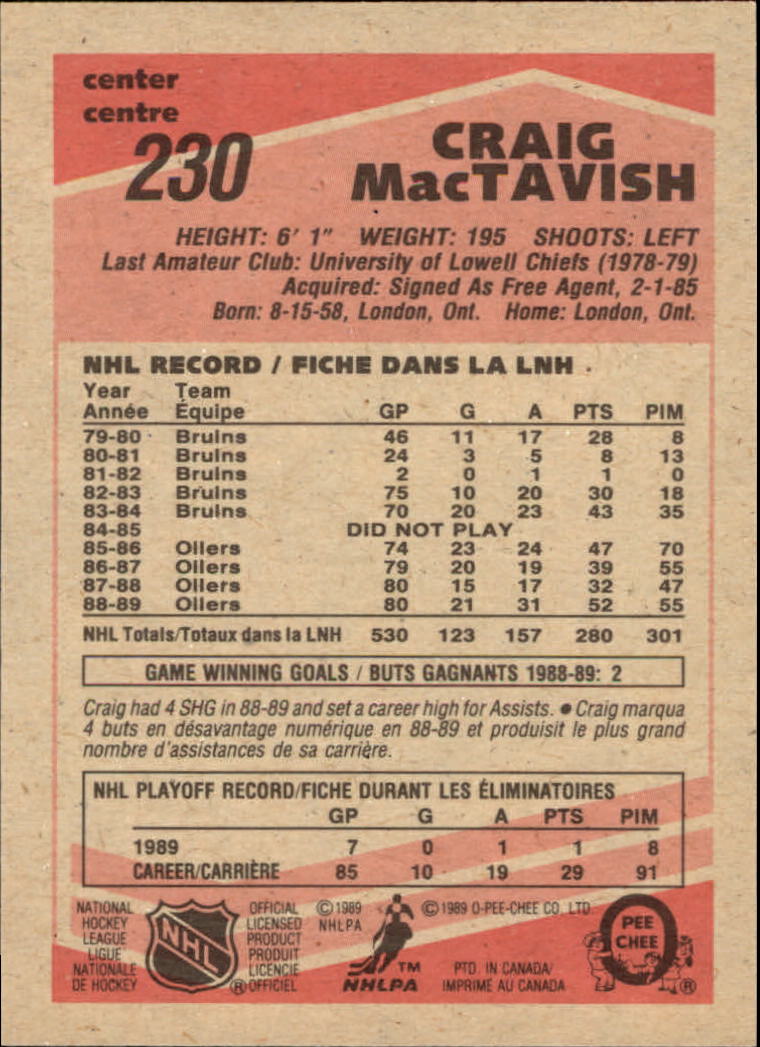 center
centre
230
CRAIG
MacTAVISH
HEIGHT: 6' 1" WEIGHT: 195 SHOOTS: LEFT
Last Amateur Club: University of Lowell Chiefs (1978-79)
Acquired: Signed As Free Agent, 2-1-85
Born: 8-15-58, London, Ont. Home: London, Ont.
NHL RECORD / FICHE DANS LA LNH
Year Team
Année Équipe GP G A PTS PIM
79-80 Bruins 46 11 17 28 8
80-81 Bruins 24 3 5 8 13
81-82 Bruins 2 0 1 1 0
82-83 Bruins 75 10 20 30 18
83-84 Bruins 70 20 23 43 35
84-85 DID NOT PLAY
85-86 Oilers 74 23 24 47 70
86-87 Oilers 79 20 19 39 55
87-88 Oilers 80 15 17 32 47
88-89 Oilers 80 21 31 52 55
NHL Totals/Totaux dans la LNH 530 123 157 280 301
GAME WINNING GOALS / BUTS GAGNANTS 1988-89: 2
Craig had 4 SHG in 88-89 and set a career high for Assists. ● Craig marqua
4 buts en désavantage numérique en 88-89 et produisit le plus grand
nombre d'assistances de sa carrière.
NHL PLAYOFF RECORD/FICHE DURANT LES ÉLIMINATOIRES
GP G A PTS PIM
1989 7 0 1 1 8
CAREER/CARRIÈRE 85 10 19 29 91
NATIONAL
HOCKEY
LEAGUE
LIGUE
NATIONALE
DE HOCKEY
NHL
®
OFFICIAL
LICENSED
PRODUCT
PRODUIT
LICENCIE
OFFICIEL
© 1989
NHLPA
TM
NHLPA
© 1989 O-PEE-CHEE CO. LTD.
PTD. IN CANADA/
IMPRIMÉ AU CANADA
PEE
CHEE
®